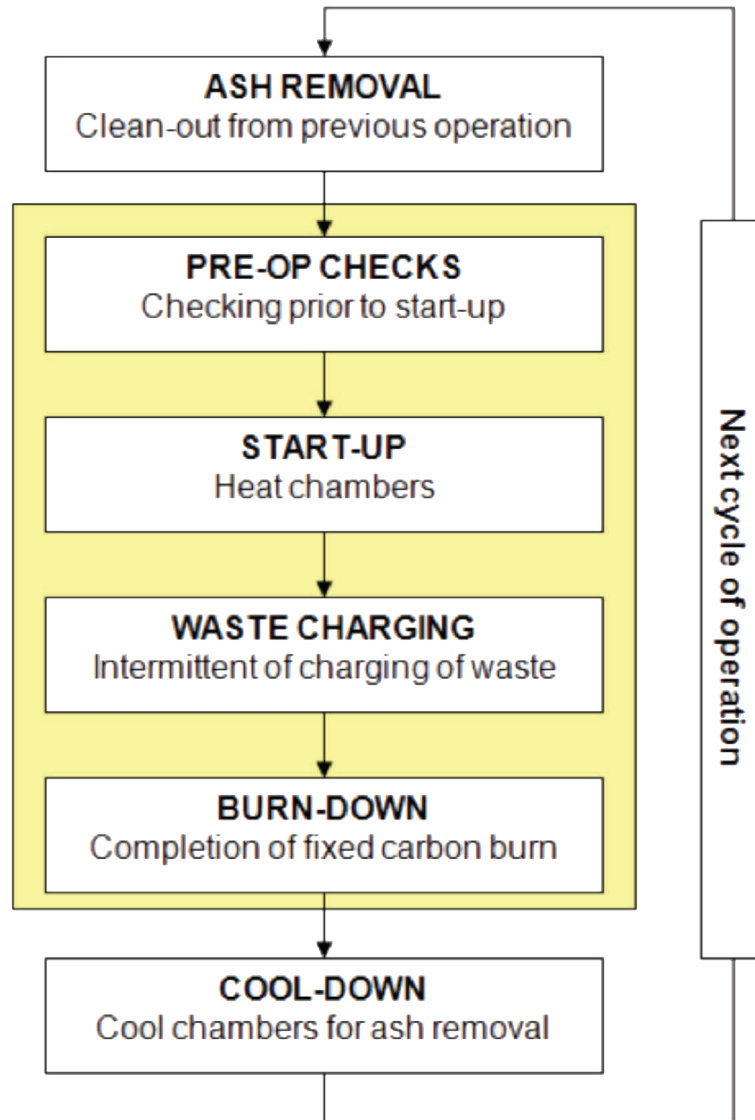 ASH REMOVAL
Clean-out from previous operation
PRE-OP CHECKS
Checking prior to start-up
START-UP
Heat chambers
WASTE CHARGING
Intermittent of charging of waste
BURN-DOWN
Completion of fixed carbon burn
COOL-DOWN
Cool chambers for ash removal
Next cycle of operation